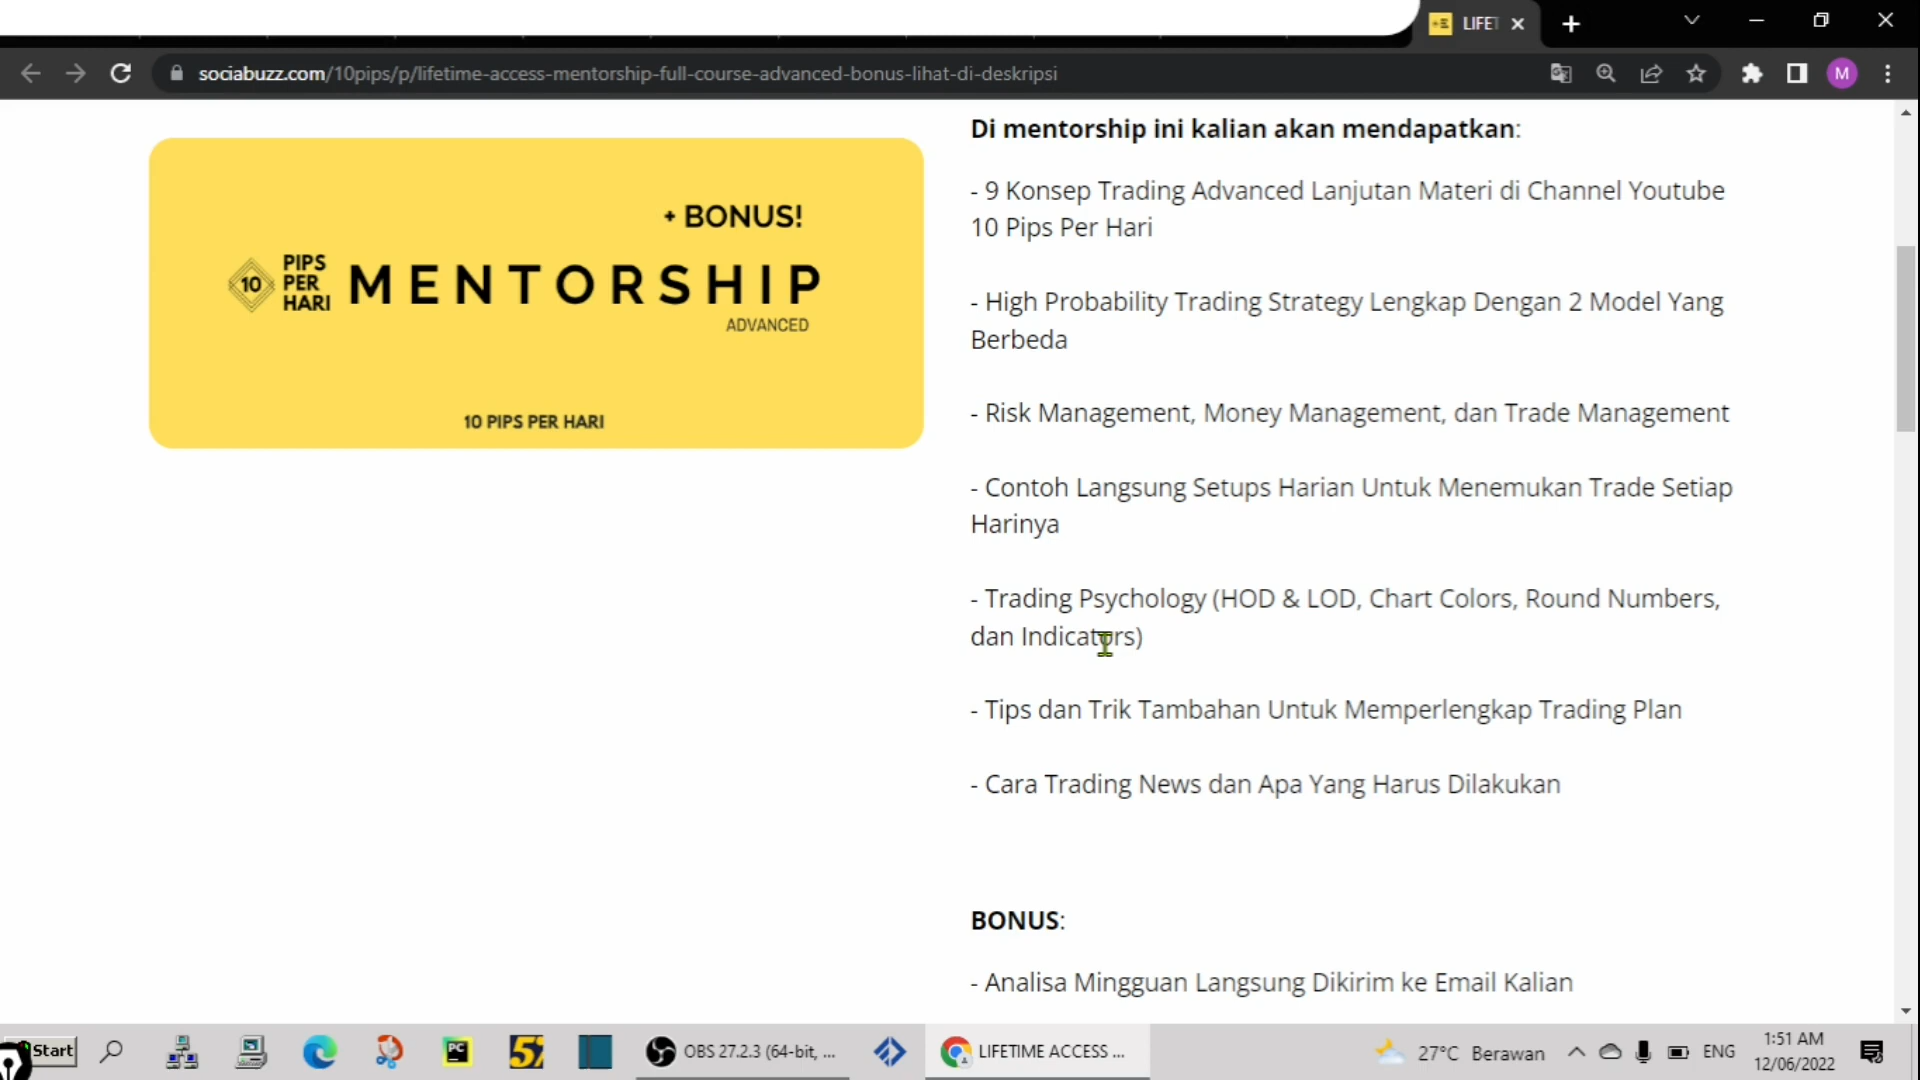 LIFET
sociabuzz.com/10pips/p/lifetime-access-mentorship-full-course-advanced-bonus-lihat-di-deskripsi
M
+ BONUS!
10
PIPS
PER
HARI
MENTORSHIP
ADVANCED
10 PIPS PER HARI
Di mentorship ini kalian akan mendapatkan:
- 9 Konsep Trading Advanced Lanjutan Materi di Channel Youtube
10 Pips Per Hari
- High Probability Trading Strategy Lengkap Dengan 2 Model Yang
Berbeda
- Risk Management, Money Management, dan Trade Management
- Contoh Langsung Setups Harian Untuk Menemukan Trade Setiap
Harinya
- Trading Psychology (HOD & LOD, Chart Colors, Round Numbers,
dan Indicators)
- Tips dan Trik Tambahan Untuk Memperlengkap Trading Plan
- Cara Trading News dan Apa Yang Harus Dilakukan
BONUS:
- Analisa Mingguan Langsung Dikirim ke Email Kalian
Start
PC
5
OBS 27.2.3 (64-bit, ...
LIFETIME ACCESS ...
27°C Berawan
ENG
1:51 AM
12/06/2022